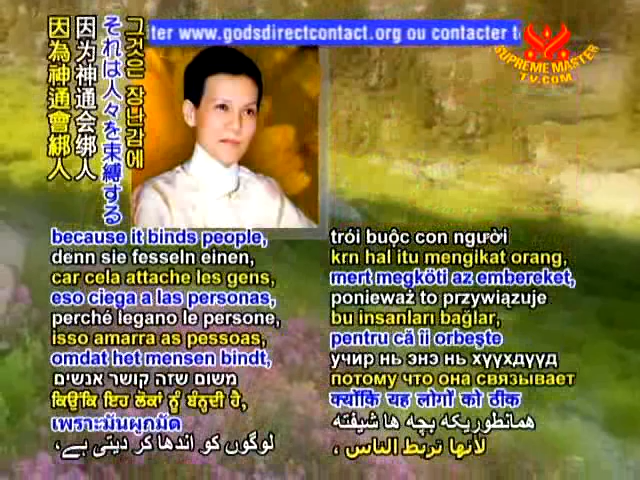 ter www.godsdirectcontact.org ou contacter t
SUPREME MASTER
TV.COM
그것은 장난감에
それは人々を束縛する
因为神通会绑人
因為神通會綁人
because it binds people,
denn sie fesseln einen,
car cela attache les gens,
eso ciega a las personas,
perché legano le persone,
isso amarra as pessoas,
omdat het mensen bindt,
משום שזה קושר אנשים
ਕਿਉਂਕਿ ਇਹ ਲੋਕਾਂ ਨੂੰ ਬੰਨ੍ਹਦੀ ਹੈ,
เพราะมันผูกมัด
لوگوں کو اندھا کر دیتی ہے،
trói buộc con người
krn hal itu mengikat orang,
mert megköti az embereket,
ponieważ to przywiązuje
bu insanları bağlar,
pentru că îi orbeşte
учир нь энэ нь хүүхдүүд
потому что она связывает
क्योंकि यह लोगों को ठीक
همانطوریکه بچه ها شیفته
لأنها تربط الناس،